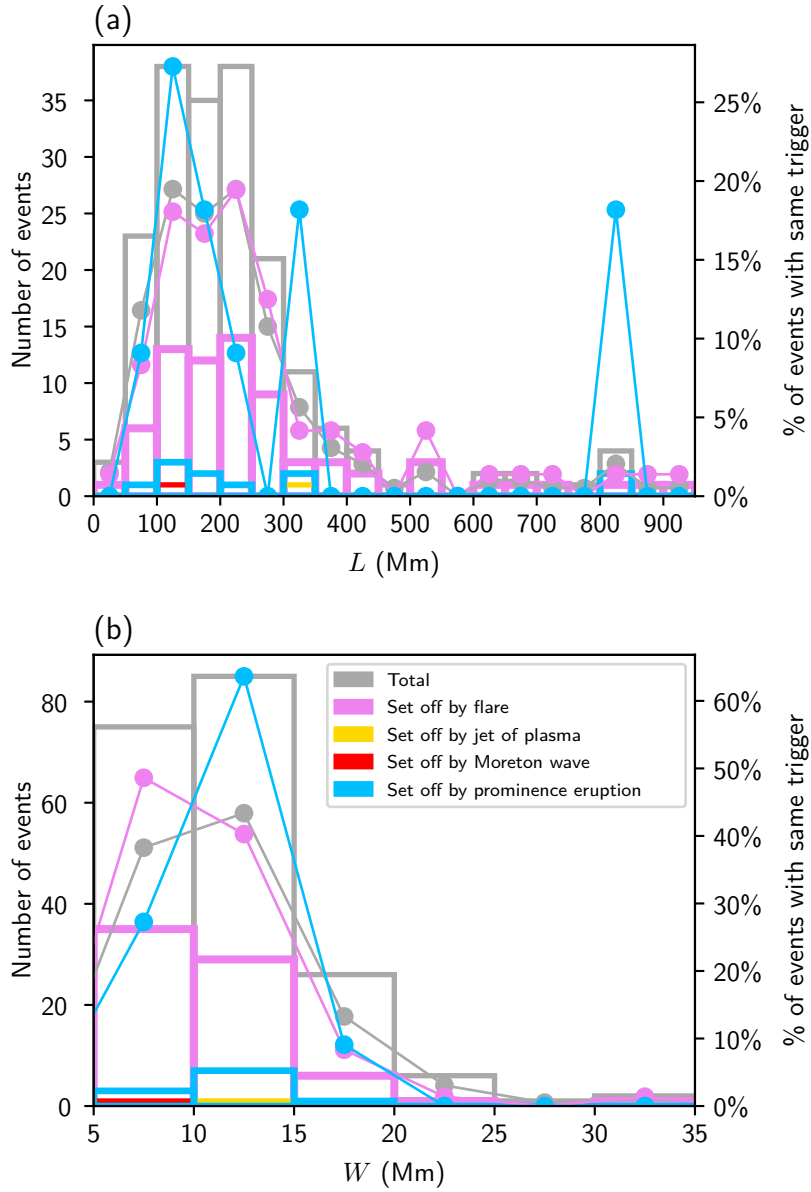 (a)
Number of events
35
30
25
20
15
10
5
0
25%
20%
15%
10%
5%
0%
% of events with same trigger
0 100 200 300 400 500 600 700 800 900
L (Mm)
(b)
Number of events
80
60
40
20
0
Total
Set off by flare
Set off by jet of plasma
Set off by Moreton wave
Set off by prominence eruption
60%
50%
40%
30%
20%
10%
0%
% of events with same trigger
5 10 15 20 25 30 35
W (Mm)